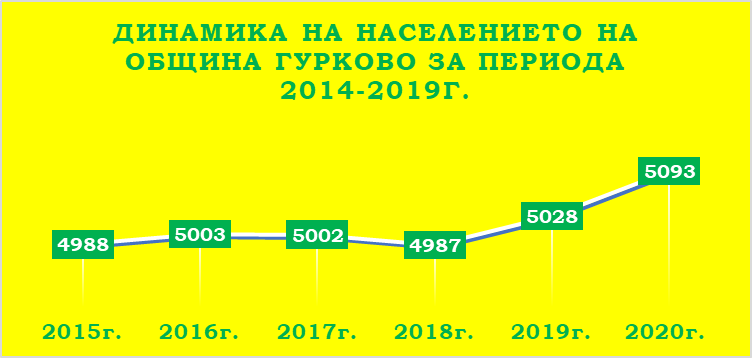 ДИНАМИКА НА НАСЕЛЕНИЕТО НА
ОБЩИНА ГУРКОВО ЗА ПЕРИОДА
2014-2019Г.
4988 5003 5002 4987 5028 5093
2015г. 2016г. 2017г. 2018г. 2019г. 2020г.